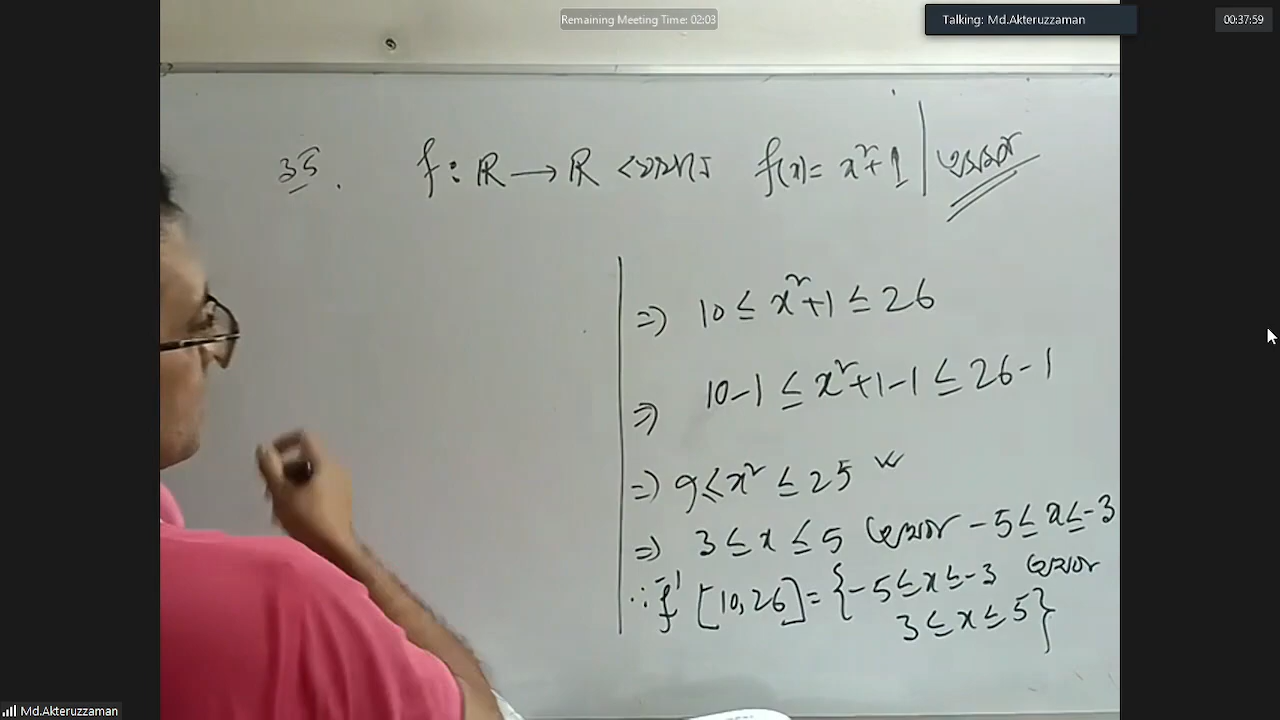 Remaining Meeting Time: 02:03
Talking: Md.Akteruzzaman
00:37:59
35. f : ℝ → ℝ f(x) = x²+1
⇒ 10 ≤ x²+1 ≤ 26
⇒ 10-1 ≤ x²+1-1 ≤ 26-1
⇒ 9 ≤ x² ≤ 25
⇒ 3 ≤ x ≤ 5 অথবা -5 ≤ x ≤ -3
∴ f⁻¹ [10,26] = {-5 ≤ x ≤ -3 অথবা
3 ≤ x ≤ 5}
Md.Akteruzzaman